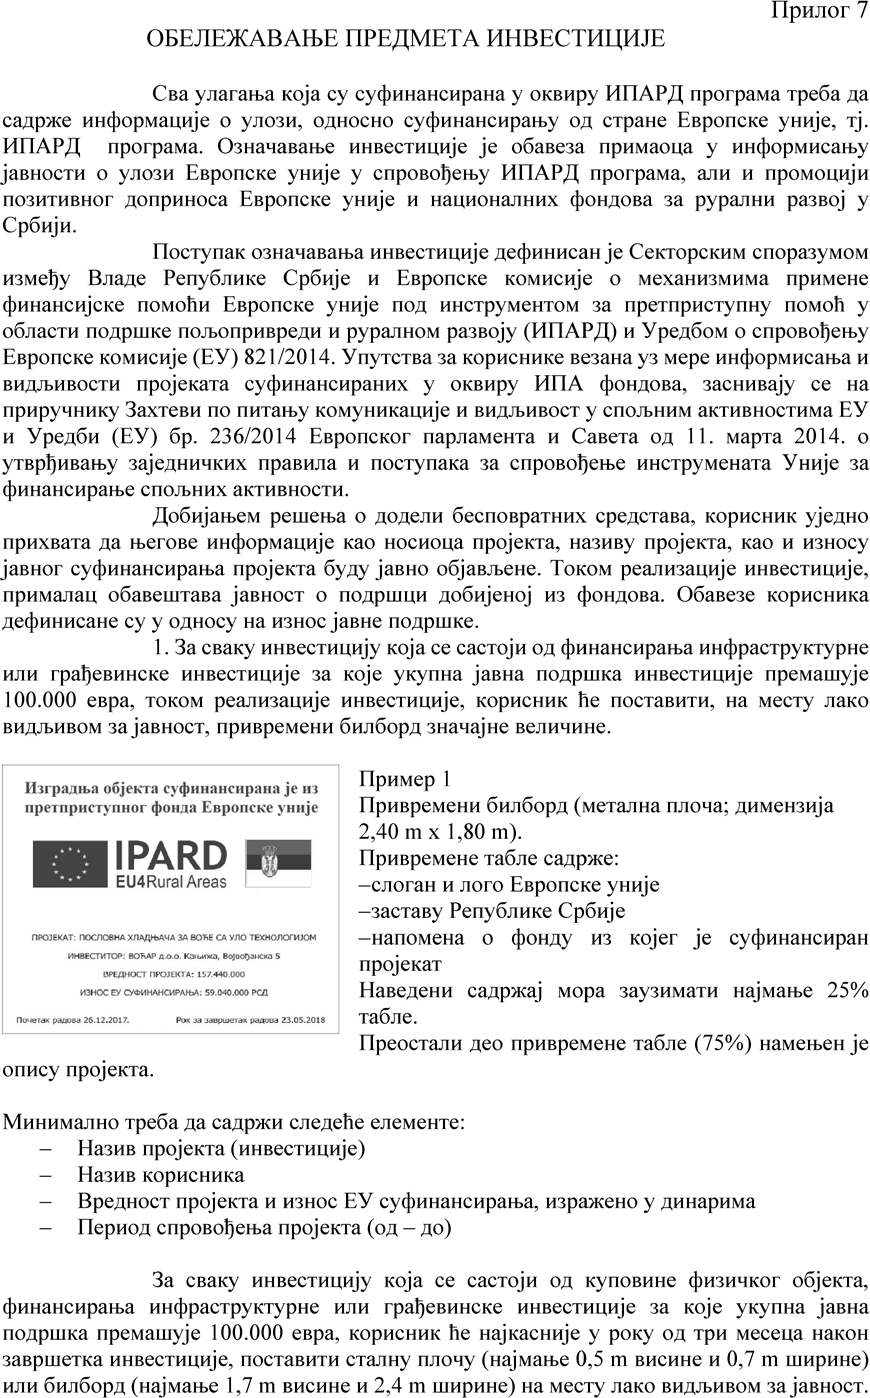 Прилог 7
ОБЕЛЕЖАВАЊЕ ПРЕДМЕТА ИНВЕСТИЦИЈЕ
Сва улагања која су суфинансирана у оквиру ИПАРД програма треба да
садрже информације о улози, односно суфинансирању од стране Европске уније, тј.
ИПАРД програма. Означавање инвестиције је обавеза примаоца у информисању
јавности о улози Европске уније у спровођењу ИПАРД програма, али и промоцији
позитивног доприноса Европске уније и националних фондова за рурални развој у
Србији.
Поступак означавања инвестиције дефинисан је Секторским споразумом
између Владе Републике Србије и Европске комисије о механизмима примене
финансијске помоћи Европске уније под инструментом за претприступну помоћ у
области подршке пољопривреди и руралном развоју (ИПАРД) и Уредбом о спровођењу
Европске комисије (ЕУ) 821/2014. Упутства за кориснике везана уз мере информисања и
видљивости пројеката суфинансираних у оквиру ИПА фондова, заснивају се на
приручнику Захтеви по питању комуникације и видљивост у спољним активностима ЕУ
и Уредби (ЕУ) бр. 236/2014 Европског парламента и Савета од 11. марта 2014. о
утврђивању заједничких правила и поступака за спровођење инструмената Уније за
финансирање спољних активности.
Добијањем решења о додели бесповратних средстава, корисник уједно
прихвата да његове информације као носиоца пројекта, називу пројекта, као и износу
јавног суфинансирања пројекта буду јавно објављене. Током реализације инвестиције,
прималац обавештава јавност о подршци добијеној из фондова. Обавезе корисника
дефинисане су у односу на износ јавне подршке.
1. За сваку инвестицију која се састоји од финансирања инфраструктурне
или грађевинске инвестиције за које укупна јавна подршка инвестиције премашује
100.000 евра, током реализације инвестиције, корисник ће поставити, на месту лако
видљивом за јавност, привремени билборд значајне величине.
Изградња објекта суфинансирана је из
претприступног фонда Европске уније
IPARD
EU4Rural Areas
ПРОЈЕКАТ: ПОСЛОВНА ХЛАДЊАЧА ЗА ВОЋЕ СА УЛО ТЕХНОЛОГИЈОМ
ИНВЕСТИТОР: ВОЋАР д.о.о. Кањижа, Војвођанска 5
ВРЕДНОСТ ПРОЈЕКТА: 157.440.000
ИЗНОС ЕУ СУФИНАНСИРАЊА: 59.040.000 РСД
Почетак радова 26.12.2017. Рок за завршетак радова 23.05.2018
Пример 1
Привремени билборд (метална плоча; димензија
2,40 m x 1,80 m).
Привремене табле садрже:
–слоган и лого Европске уније
–заставу Републике Србије
–напомена о фонду из којег је суфинансиран
пројекат
Наведени садржај мора заузимати најмање 25%
табле.
Преостали део привремене табле (75%) намењен је
опису пројекта.
Минимално треба да садржи следеће елементе:
– Назив пројекта (инвестиције)
– Назив корисника
– Вредност пројекта и износ ЕУ суфинансирања, изражено у динарима
– Период спровођења пројекта (од – до)
За сваку инвестицију која се састоји од куповине физичког објекта,
финансирања инфраструктурне или грађевинске инвестиције за које укупна јавна
подршка премашује 100.000 евра, корисник ће најкасније у року од три месеца након
завршетка инвестиције, поставити сталну плочу (најмање 0,5 m висине и 0,7 m ширине)
или билборд (најмање 1,7 m висине и 2,4 m ширине) на месту лако видљивом за јавност.